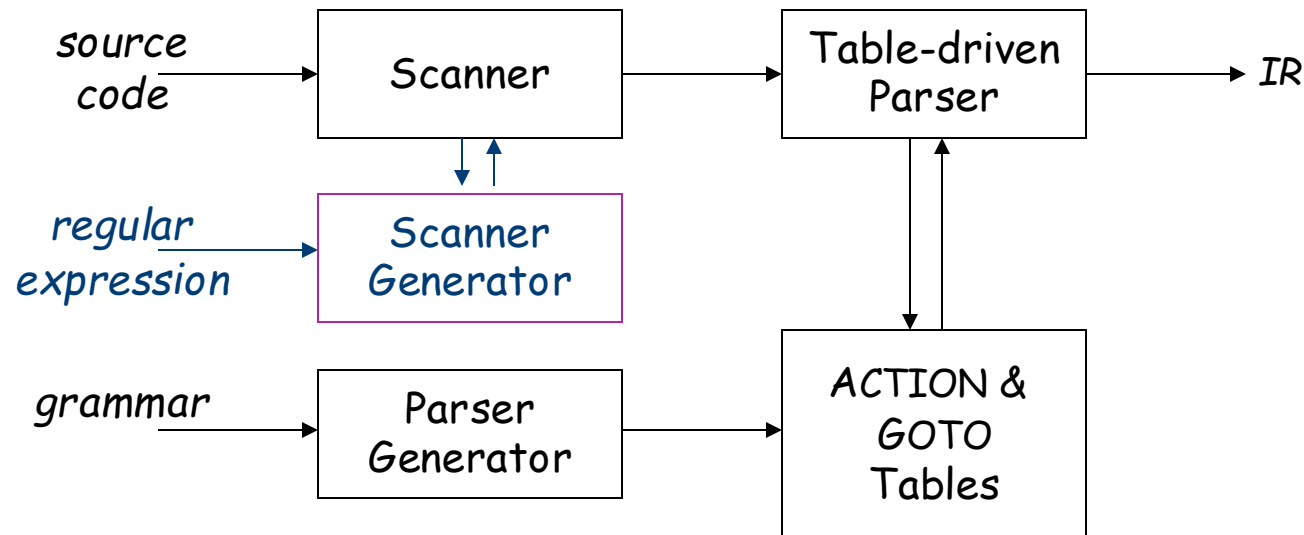 source
code
Scanner
Table-driven
Parser
IR
regular
expression
Scanner
Generator
grammar
Parser
Generator
ACTION &
GOTO
Tables